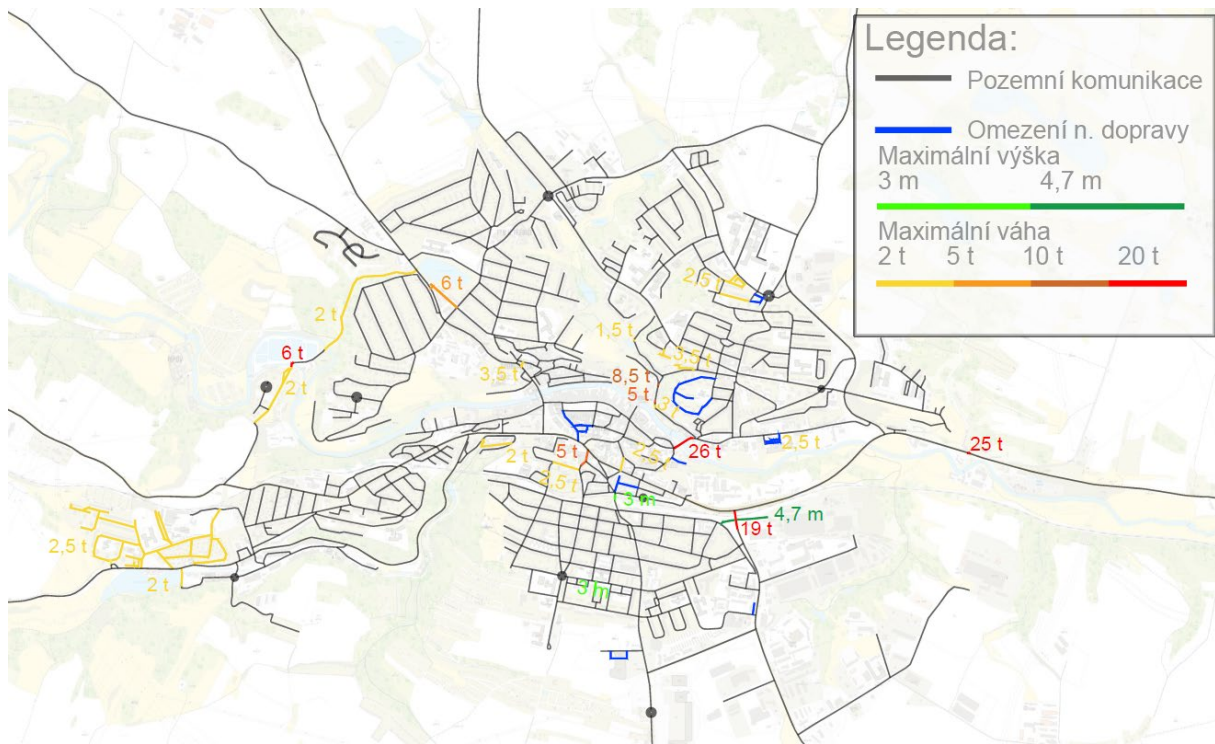 Legenda:
Pozemní komunikace
Omezení n. dopravy
Maximální výška
3 m 4,7 m
Maximální váha
2 t 5 t 10 t 20 t
2,5 t
6 t
2 t
1,5 t
6 t
2 t
3,5 t
3,5 t
8,5 t
5 t
3 t
26 t
2,5 t
25 t
2 t
5 t
2,5 t
2,5 t
3 m
4,7 m
19 t
2,5 t
2 t
3 m